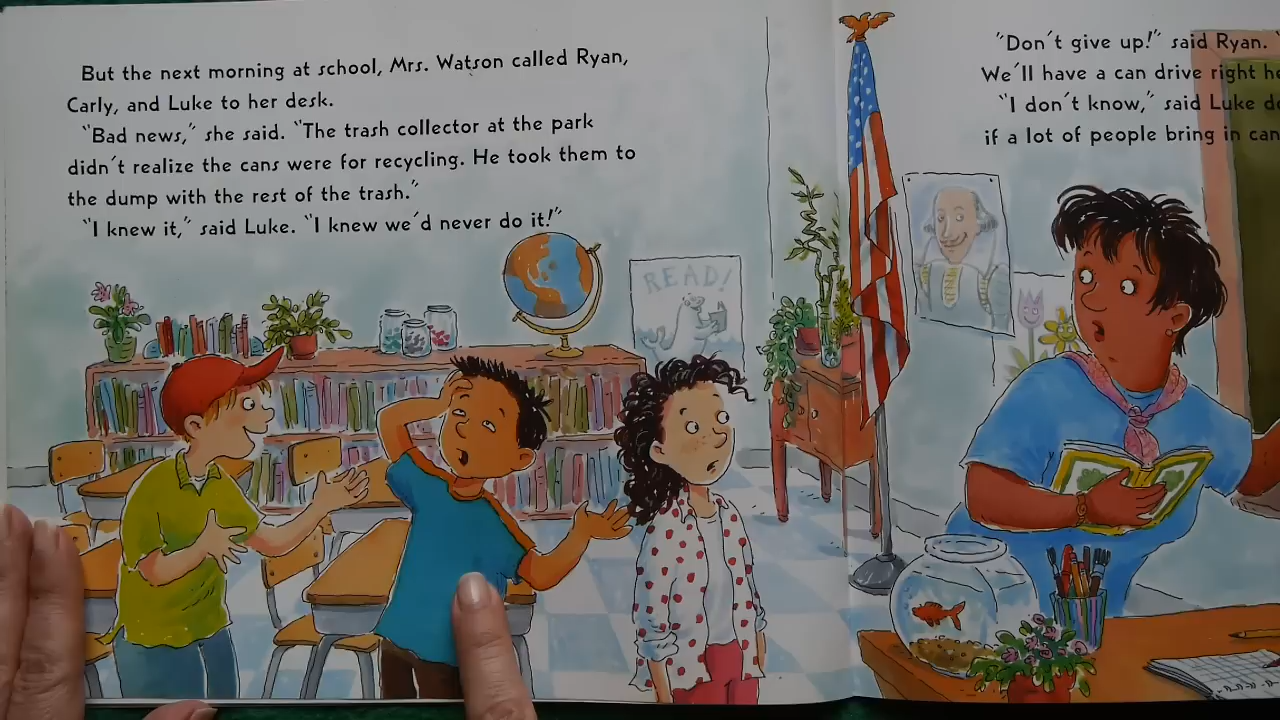 But the next morning at school, Mrs. Watson called Ryan,
Carly, and Luke to her desk.
"Bad news," she said. "The trash collector at the park
didn't realize the cans were for recycling. He took them to
the dump with the rest of the trash."
"I knew it," said Luke. "I knew we'd never do it!"
READ!
"Don't give up!" said Ryan. "
We'll have a can drive right
"I don't know," said Luke
if a lot of people bring in